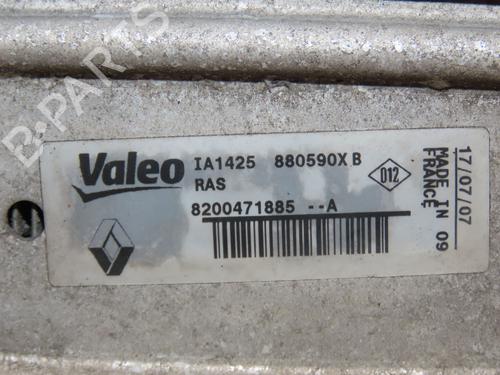 B-PARTS
Valeo
IA1425 880590X B
RAS
8200471885 --A
D12
17/07/07
MADE IN 09
FRANCE